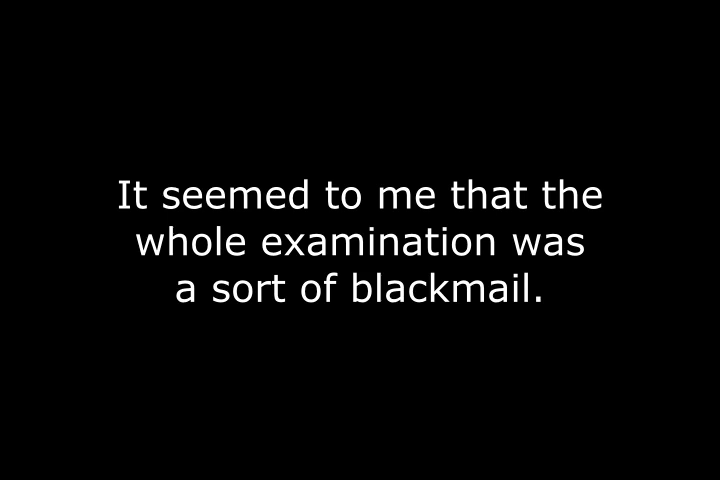 It seemed to me that the
whole examination was
a sort of blackmail.